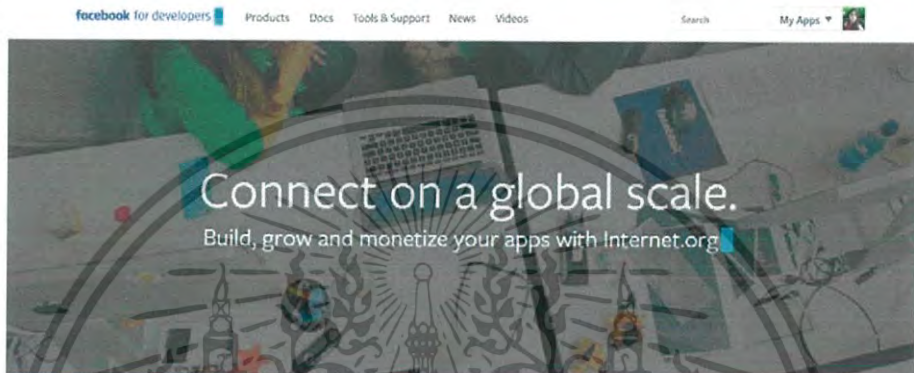 facebook for developers Products Docs Tools & Support News Videos Search My Apps
Connect on a global scale.
Build, grow and monetize your apps with Internet.org